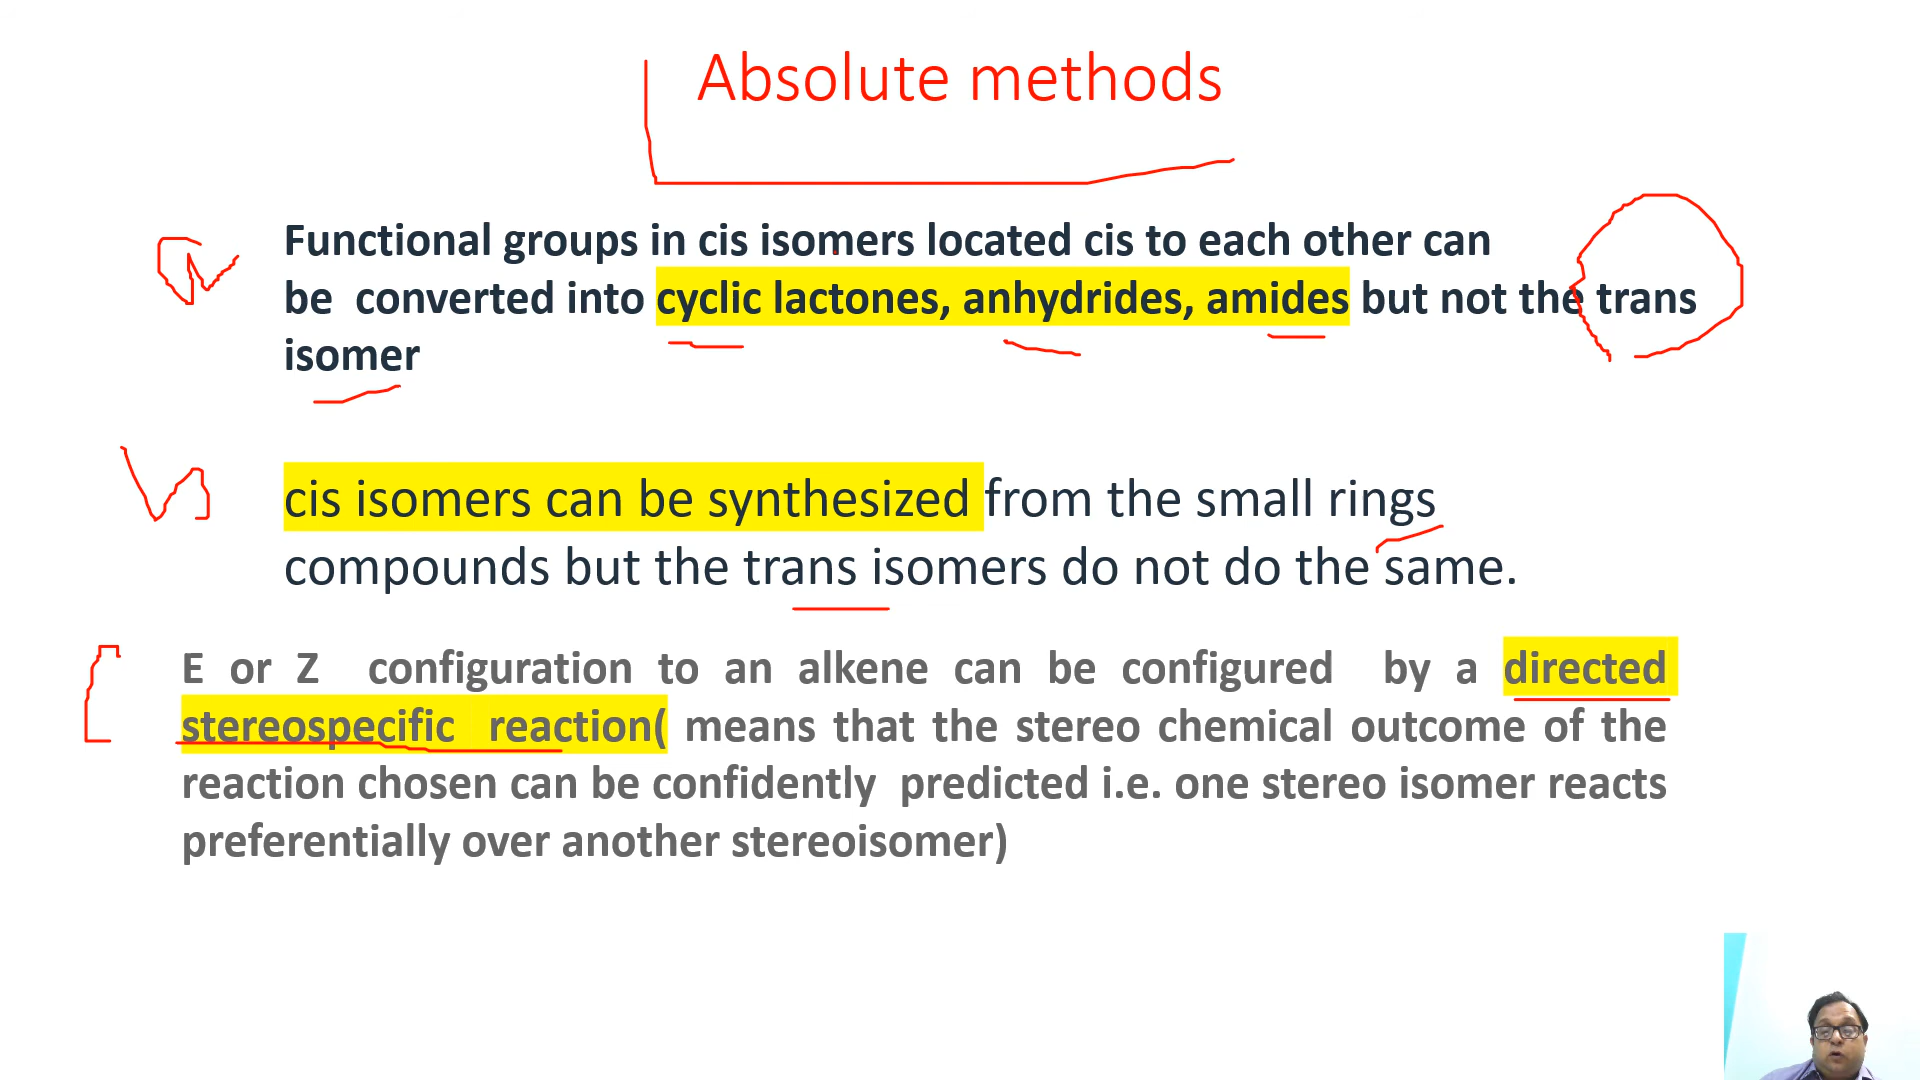 Absolute methods
Functional groups in cis isomers located cis to each other can
be converted into cyclic lactones, anhydrides, amides but not the trans
isomer
cis isomers can be synthesized from the small rings
compounds but the trans isomers do not do the same.
E or Z configuration to an alkene can be configured by a directed
stereospecific reaction( means that the stereo chemical outcome of the
reaction chosen can be confidently predicted i.e. one stereo isomer reacts
preferentially over another stereoisomer)